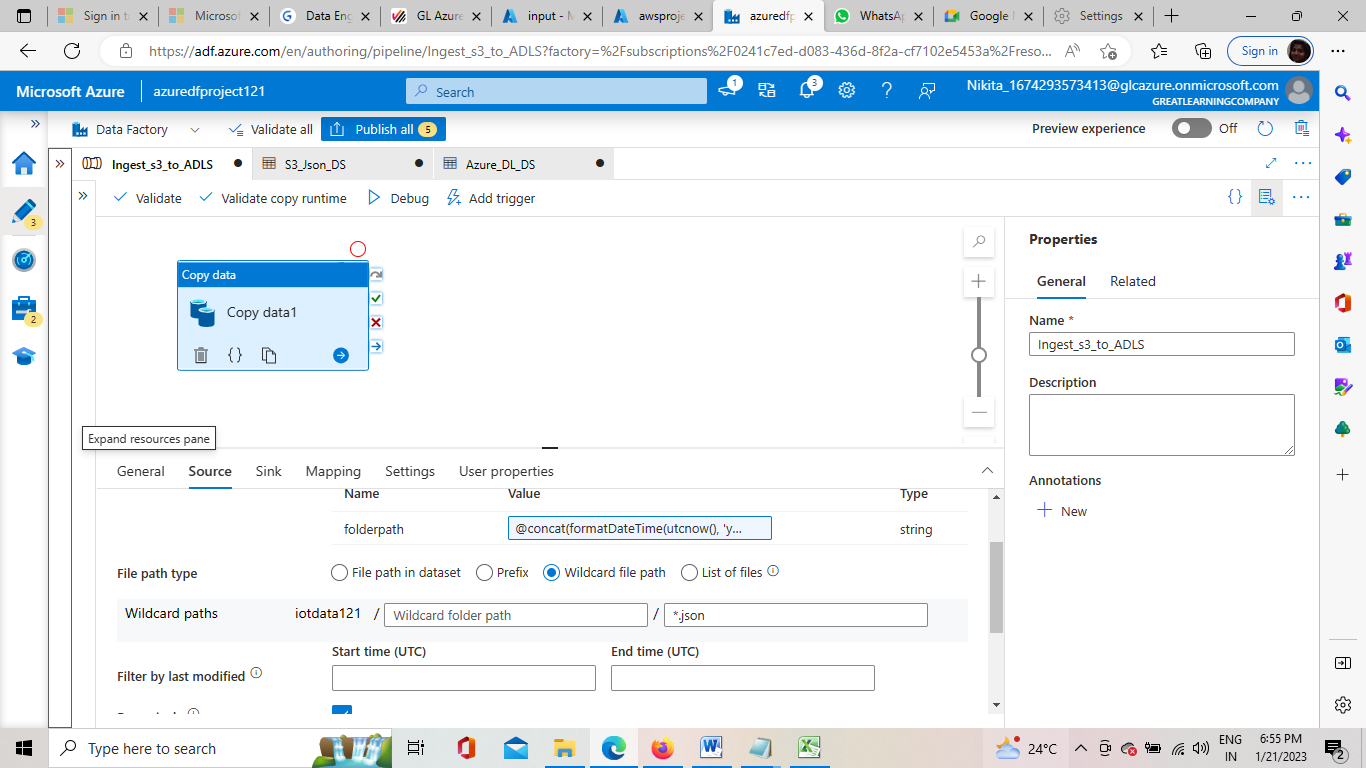 Sign in t
Microsof
Data Eng
GL Azure
input - M
awsproje
azuredfp
WhatsAp
Google M
Settings
https://adf.azure.com/en/authoring/pipeline/Ingest_s3_to_ADLS?factory=%2Fsubscriptions%2F0241c7ed-d083-436d-8f2a-cf7102e5453a%2Freso...
Sign in
Microsoft Azure
azuredfproject121
Search
1
3
Nikita_1674293573413@glcazure.onmicrosoft.com
GREATLEARNINGCOMPANY
Data Factory
Validate all
Publish all 5
Preview experience
Off
Ingest_s3_to_ADLS
S3_Json_DS
Azure_DL_DS
3
2
Validate
Validate copy runtime
Debug
Add trigger
Copy data
Copy data1
Expand resources pane
Properties
General
Related
Name *
Ingest_s3_to_ADLS
Description
Annotations
New
General
Source
Sink
Mapping
Settings
User properties
Name
Value
Type
folderpath
@concat(formatDateTime(utcnow(), 'y...
string
File path type
File path in dataset
Prefix
Wildcard file path
List of files
Wildcard paths
iotdata121 / Wildcard folder path / *.json
Start time (UTC)
End time (UTC)
Filter by last modified
Type here to search
24°C
ENG
IN
6:55 PM
1/21/2023
2